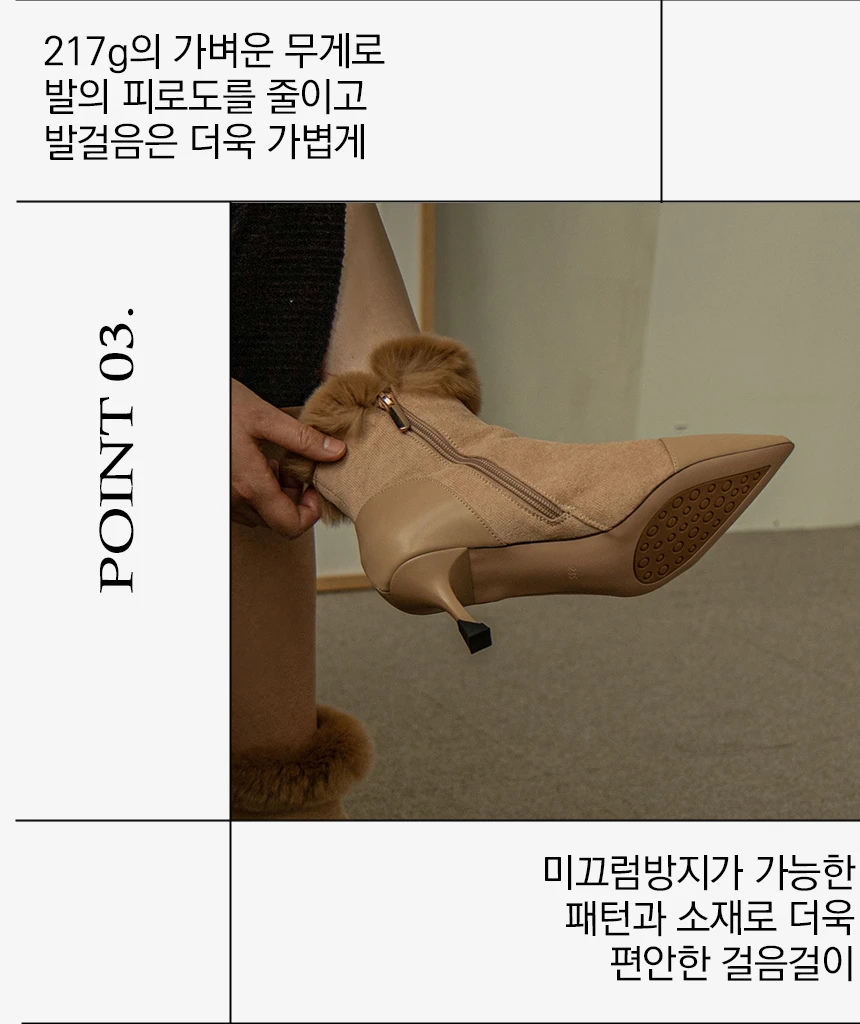 217g의 가벼운 무게로
발의 피로도를 줄이고
발걸음은 더욱 가볍게
POINT 03.
미끄럼방지가 가능한
패턴과 소재로 더욱
편안한 걸음걸이